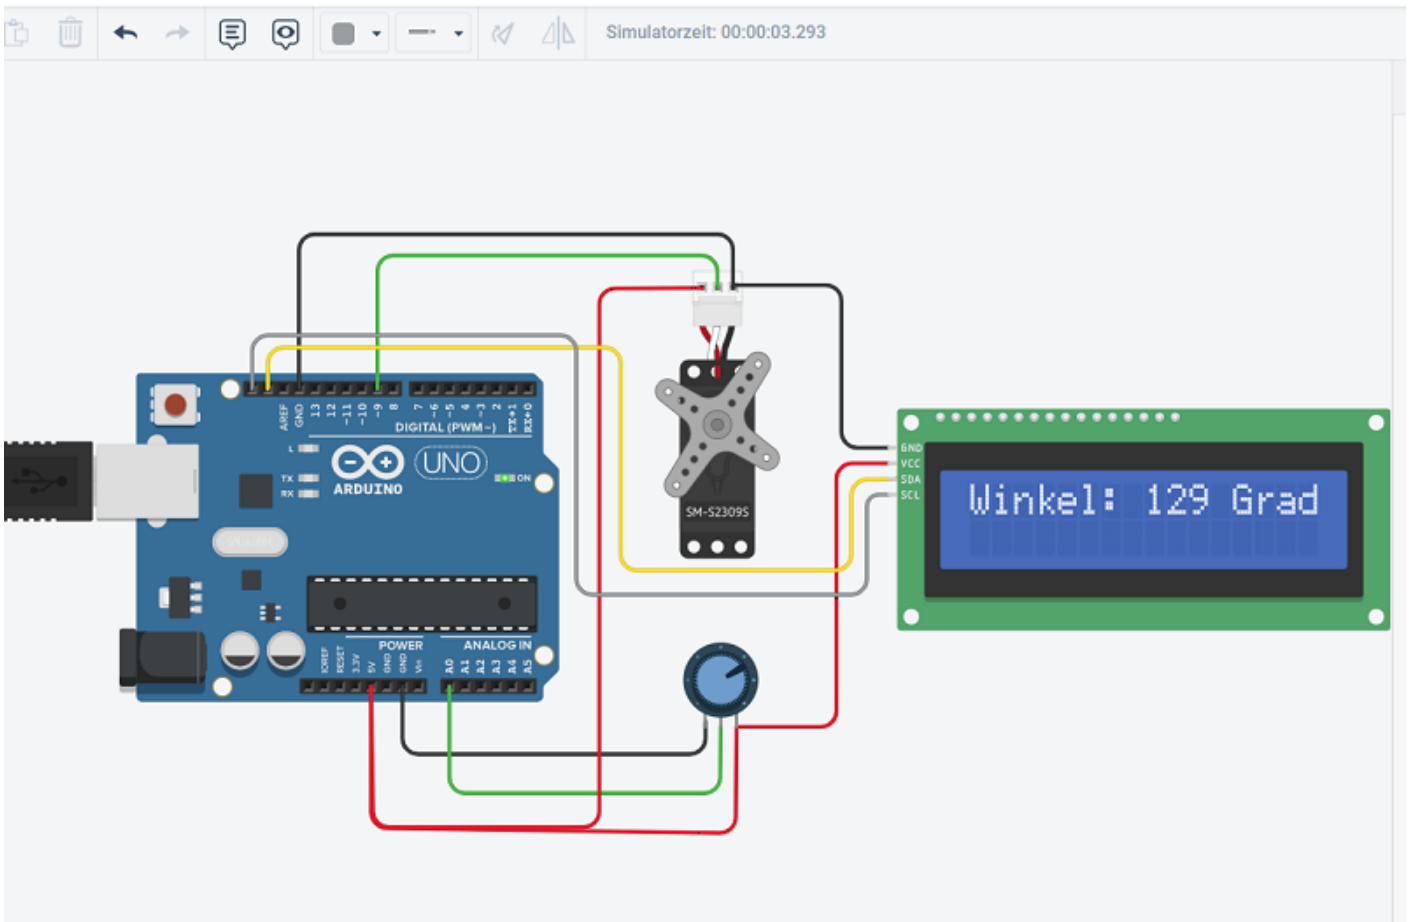 Simulatorzeit: 00:00:03.293
AREF
GND
13
12
~11
~10
~9
8
7
~6
~5
4
~3
2
TX→1
RX←0
DIGITAL (PWM~)
L
TX
RX
ARDUINO
UNO
ON
POWER
ANALOG IN
IOREF
RESET
3.3V
5V
GND
GND
Vin
A0
A1
A2
A3
A4
A5
SM-S2309S
GND
VCC
SDA
SCL
Winkel: 129 Grad